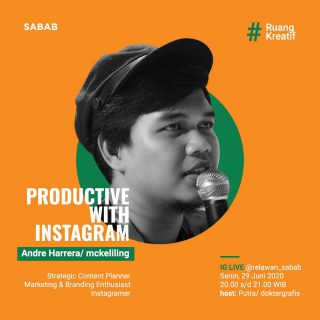 SABAB
# Ruang
Kreatif
PRODUCTIVE
WITH
INSTAGRAM
Andre Harrera/ mckeliling
Strategic Content Planner
Marketing & Branding Enthusiast
Instagramer
IG LIVE @relawan_sabab
Senin, 29 Juni 2020
20.00 s/d 21.00 WIB
host: Putra/ doktergrafis